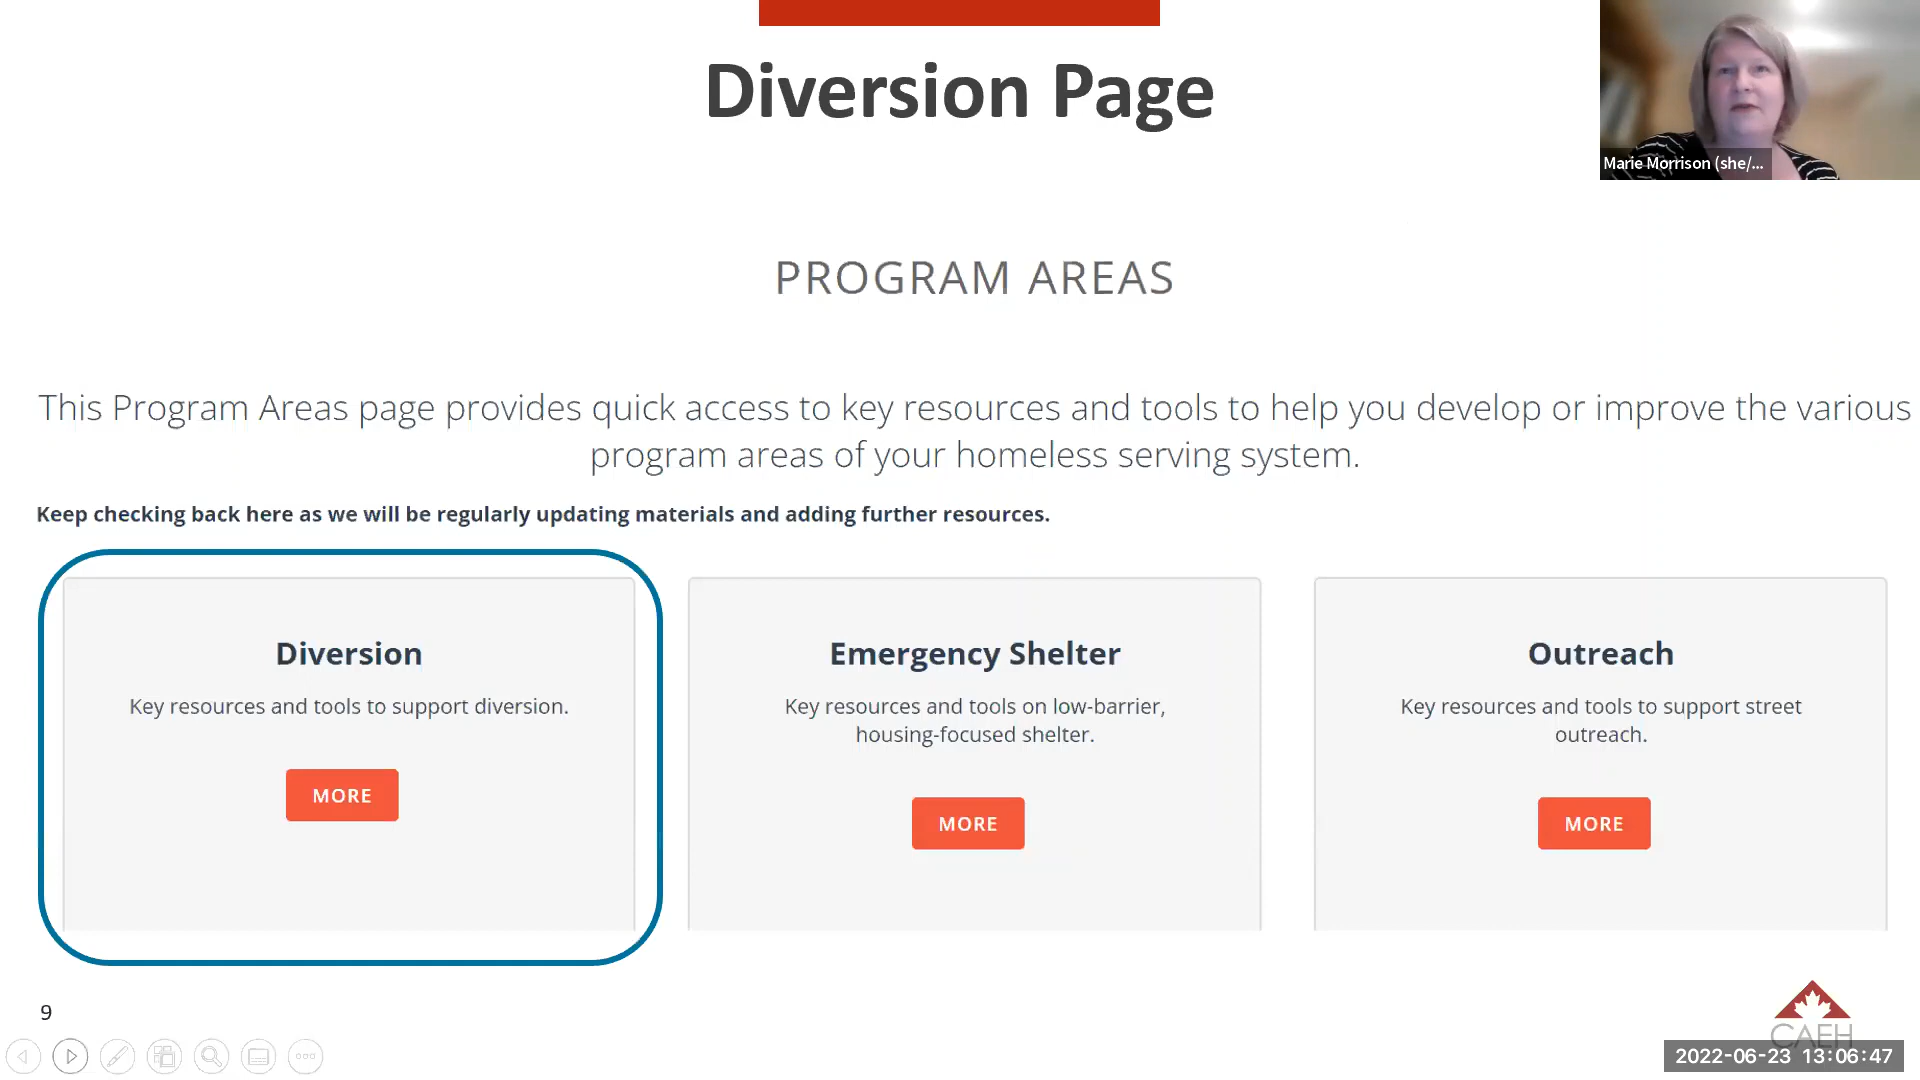 Diversion Page
Marie Morrison (she/...
PROGRAM AREAS
This Program Areas page provides quick access to key resources and tools to help you develop or improve the various
program areas of your homeless serving system.
Keep checking back here as we will be regularly updating materials and adding further resources.
Diversion
Key resources and tools to support diversion.
MORE
Emergency Shelter
Key resources and tools on low-barrier,
housing-focused shelter.
MORE
Outreach
Key resources and tools to support street
outreach.
MORE
9
CAEH
2022-06-23 13:06:47